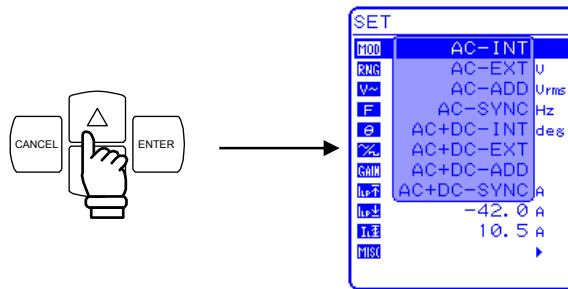 SET
MOD AC-INT
RNG AC-EXT V
V~ AC-ADD Vrms
CANCEL ENTER
F AC-SYNC Hz
θ AC+DC-INT deg
AC+DC-EXT
GAIN AC+DC-ADD
AC+DC-SYNC A
-42.0 A
10.5 A
MISC